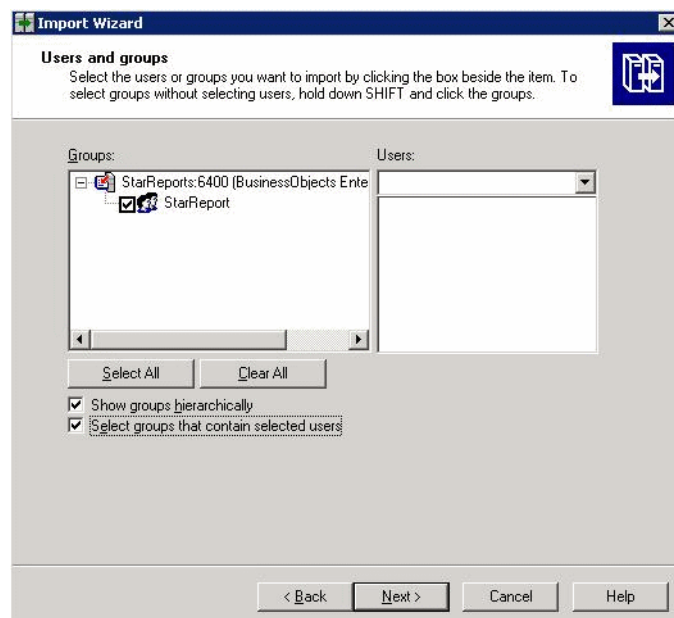 Import Wizard
Users and groups
Select the users or groups you want to import by clicking the box beside the item. To
select groups without selecting users, hold down SHIFT and click the groups.
Groups:
Users:
StarReports:6400 (BusinessObjects Ente
StarReport
Select All
Clear All
Show groups hierarchically
Select groups that contain selected users
< Back
Next >
Cancel
Help